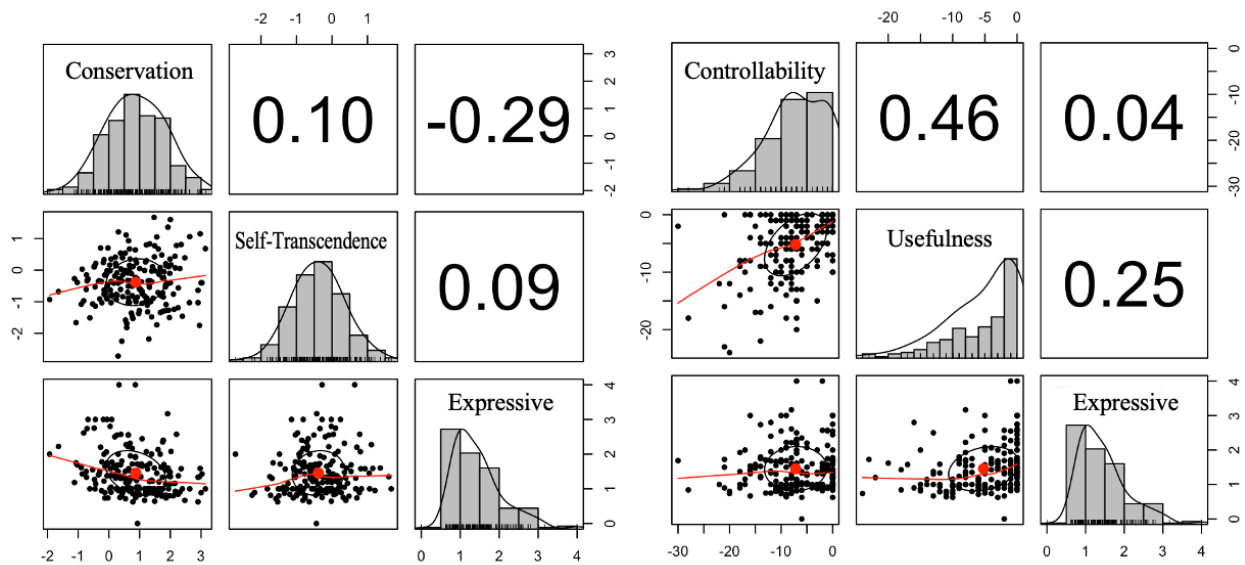 -2 -1 0 1
-20 -10 -5 0
Conservation
0.10
-0.29
-2 -1 0 1 2 3
Controllability
0.46
0.04
-30 -20 -10 0
-2 -1 0 1
Self-Transcendence
0.09
-20 -15 -10 -5 0
Usefulness
0.25
Expressive
0 1 2 3 4
Expressive
0 1 2 3 4
-2 -1 0 1 2 3
0 1 2 3 4
-30 -20 -10 0
0 1 2 3 4